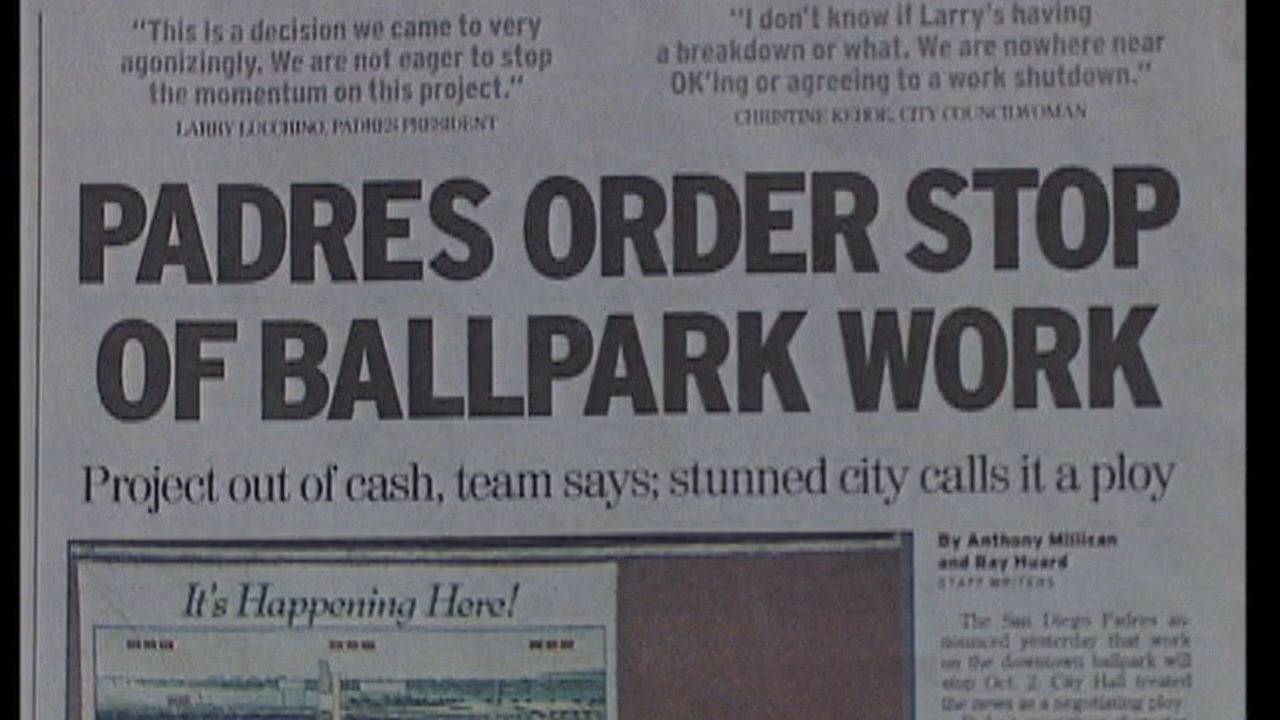 “This is a decision we came to very
agonizingly. We are not eager to stop
the momentum on this project.”
LARRY LUCCHINO, PADRES PRESIDENT
“I don't know if Larry's having
a breakdown or what. We are nowhere near
OK'ing or agreeing to a work shutdown.”
CHRISTINE KEHOE, CITY COUNCILWOMAN
PADRES ORDER STOP
OF BALLPARK WORK
Project out of cash, team says; stunned city calls it a ploy
It's Happening Here!
By Anthony Millican
and Ray Huard
STAFF WRITERS
The San Diego Padres an-
nounced yesterday that work
on the downtown ballpark will
stop Oct. 2. City Hall treated
the news as a negotiating ploy